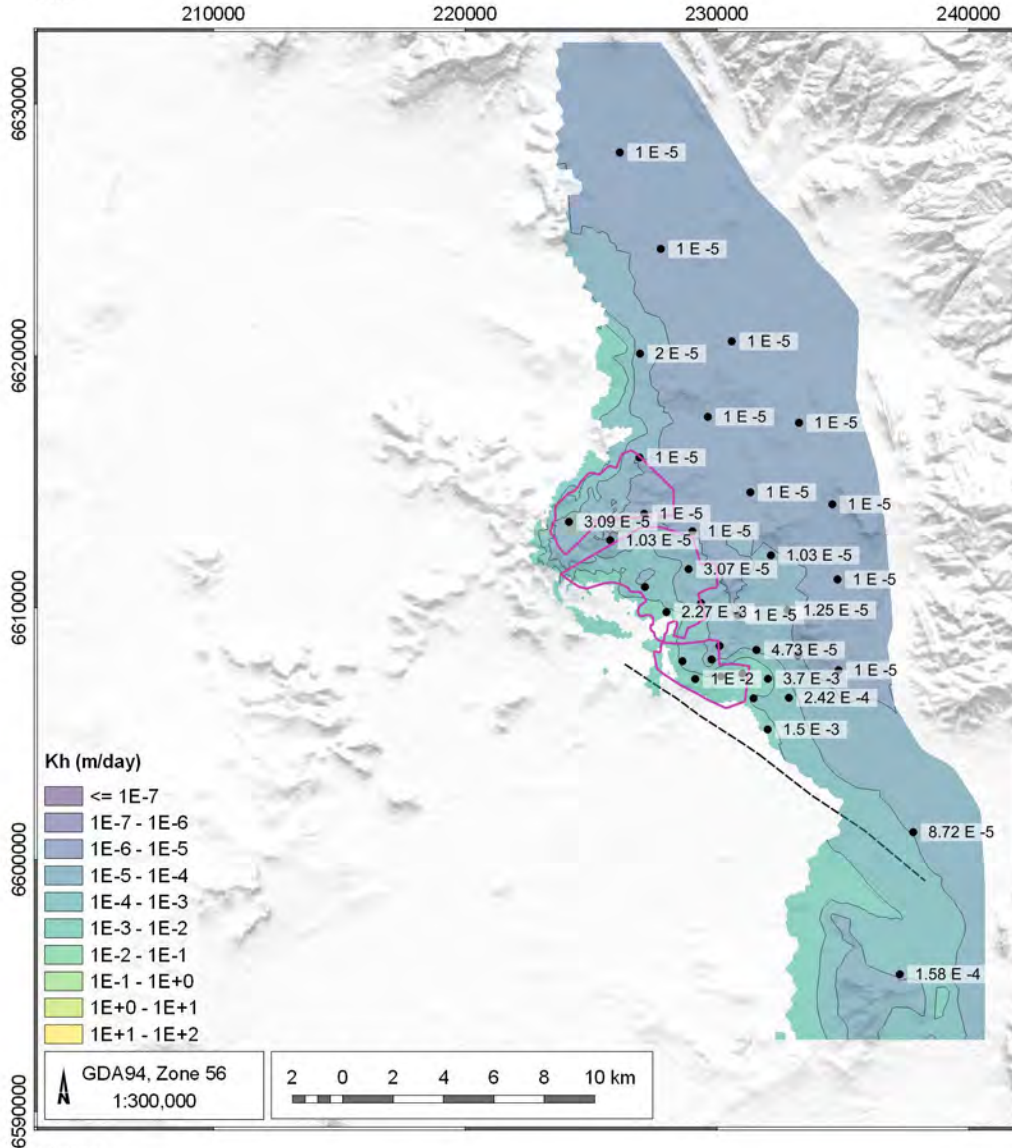 210000 220000 230000 240000
6630000
6620000
6610000
6600000
6590000
1 E -5
1 E -5
1 E -5
2 E -5
1 E -5
1 E -5
1 E -5
1 E -5
1 E -5
1 E -5
3.09 E -5
1 E -5
1.03 E -5
1.03 E -5
3.07 E -5
1 E -5
2.27 E -3
1 E -5
1.25 E -5
4.73 E -5
1 E -5
1 E -2
3.7 E -3
2.42 E -4
1.5 E -3
8.72 E -5
1.58 E -4
Kh (m/day)
<= 1E-7
1E-7 - 1E-6
1E-6 - 1E-5
1E-5 - 1E-4
1E-4 - 1E-3
1E-3 - 1E-2
1E-2 - 1E-1
1E-1 - 1E+0
1E+0 - 1E+1
1E+1 - 1E+2
N
GDA94, Zone 56
1:300,000
2 0 2 4 6 8 10 km